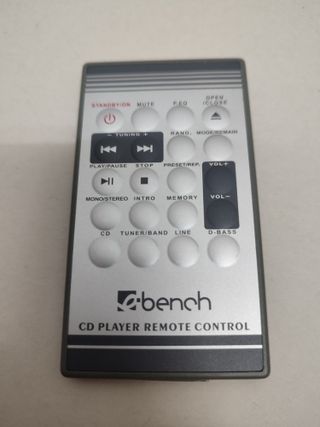 OPEN
STANDBY/ON MUTE P.EQ /CLOSE
− TUNING + RAND. MODE/REMAIN
PLAY/PAUSE STOP PRESET/REP. VOL+
MONO/STEREO INTRO MEMORY VOL−
CD TUNER/BAND LINE D-BASS
e-bench
CD PLAYER REMOTE CONTROL